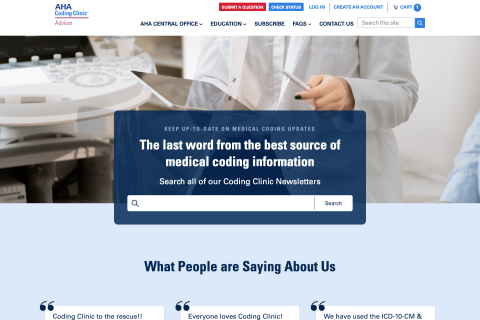 AHA
Coding Clinic®
Advisor
SUBMIT A QUESTION
CHECK STATUS
LOG IN
CREATE AN ACCOUNT
CART
1
AHA CENTRAL OFFICE
EDUCATION
SUBSCRIBE
FAQS
CONTACT US
Search this site
KEEP UP-TO-DATE ON MEDICAL CODING UPDATES
The last word from the best source of
medical coding information
Search all of our Coding Clinic Newsletters
Search
What People are Saying About Us
Coding Clinic to the rescue!!
Everyone loves Coding Clinic!
We have used the ICD-10-CM &